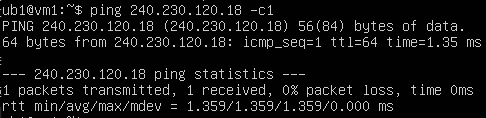 ub1@vm1:~$ ping 240.230.120.18 -c1
PING 240.230.120.18 (240.230.120.18) 56(84) bytes of data.
64 bytes from 240.230.120.18: icmp_seq=1 ttl=64 time=1.35 ms
--- 240.230.120.18 ping statistics ---
1 packets transmitted, 1 received, 0% packet loss, time 0ms
rtt min/avg/max/mdev = 1.359/1.359/1.359/0.000 ms